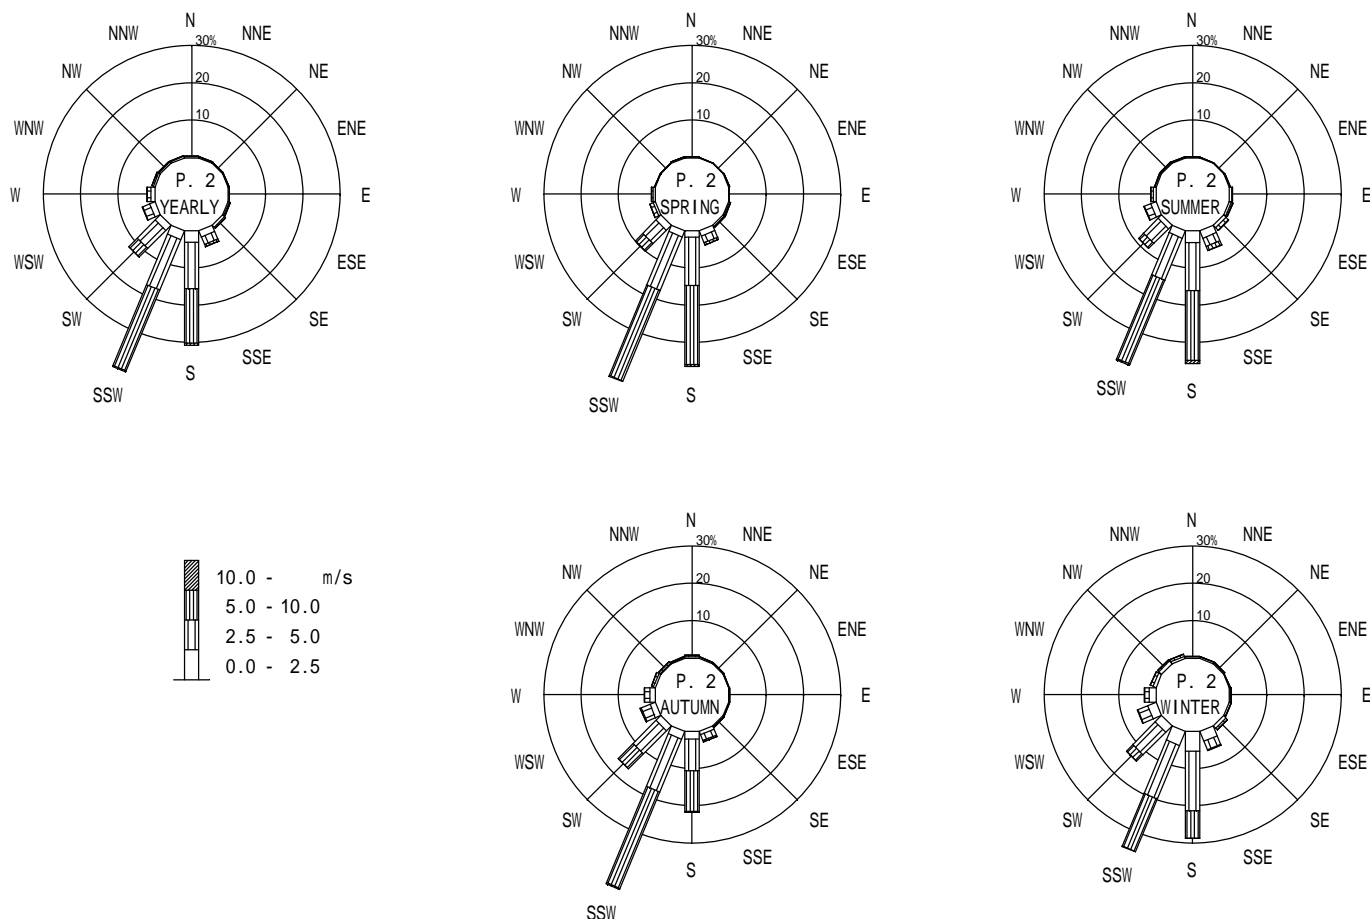 N
NNW NNE
30%
NW NE
20
WNW 10 ENE
P. 2
W E
YEARLY
WSW ESE
SW SE
SSE
S
SSW
N
NNW NNE
30%
NW NE
20
WNW 10 ENE
P. 2
W E
SPRING
WSW ESE
SW SE
SSE
S
SSW
N
NNW NNE
30%
NW NE
20
WNW 10 ENE
P. 2
W E
SUMMER
WSW ESE
SW SE
SSE
SSW S
10.0 - m/s
5.0 - 10.0
2.5 - 5.0
0.0 - 2.5
N
NNW NNE
30%
NW NE
20
WNW 10 ENE
P. 2
W E
AUTUMN
WSW ESE
SW SE
SSE
S
SSW
N
NNW NNE
30%
NW NE
20
WNW 10 ENE
P. 2
W E
WINTER
WSW ESE
SW SE
SSE
SSW S